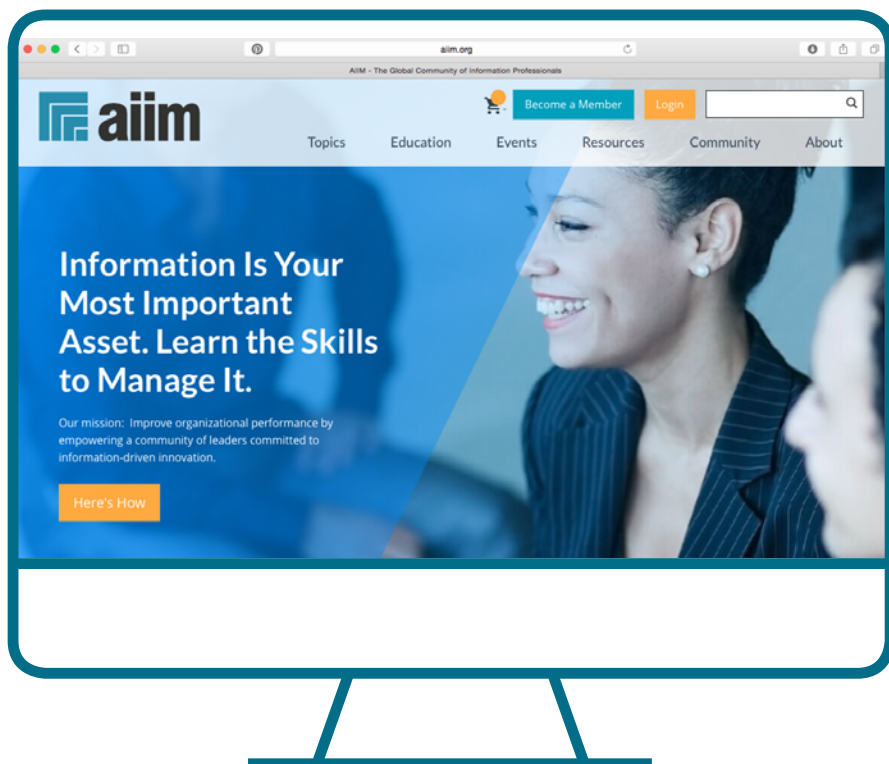 aiim.org
AIIM - The Global Community of Information Professionals
aiim
Become a Member
Login
Topics Education Events Resources Community About
Information Is Your
Most Important
Asset. Learn the Skills
to Manage It.
Our mission: Improve organizational performance by
empowering a community of leaders committed to
information-driven innovation.
Here's How